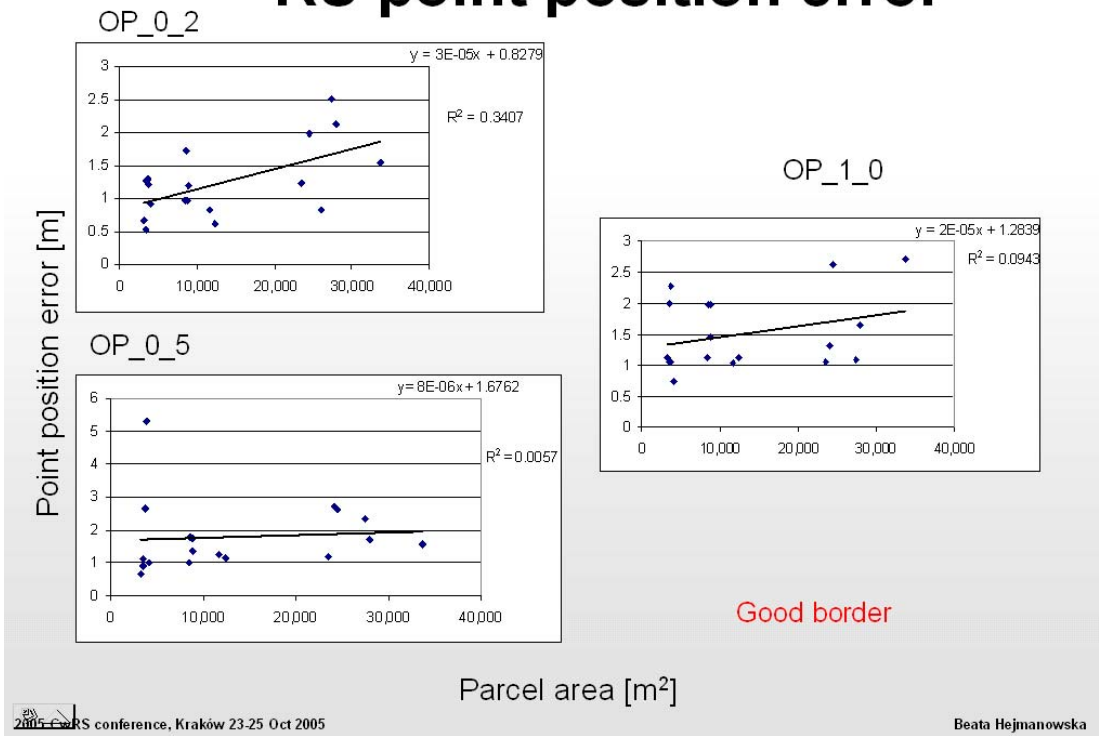 RS point position error
OP_0_2
y = 3E-05x + 0.8279
R² = 0.3407
3
2.5
2
1.5
1
0.5
0
0 10,000 20,000 30,000 40,000
OP_1_0
y = 2E-05x + 1.2839
R² = 0.0943
3
2.5
2
1.5
1
0.5
0
0 10,000 20,000 30,000 40,000
Point position error [m]
OP_0_5
y= 8E-06x + 1.6762
R² = 0.0057
6
5
4
3
2
1
0
0 10,000 20,000 30,000 40,000
Good border
Parcel area [m²]
2005 CwRS conference, Kraków 23-25 Oct 2005
Beata Hejmanowska